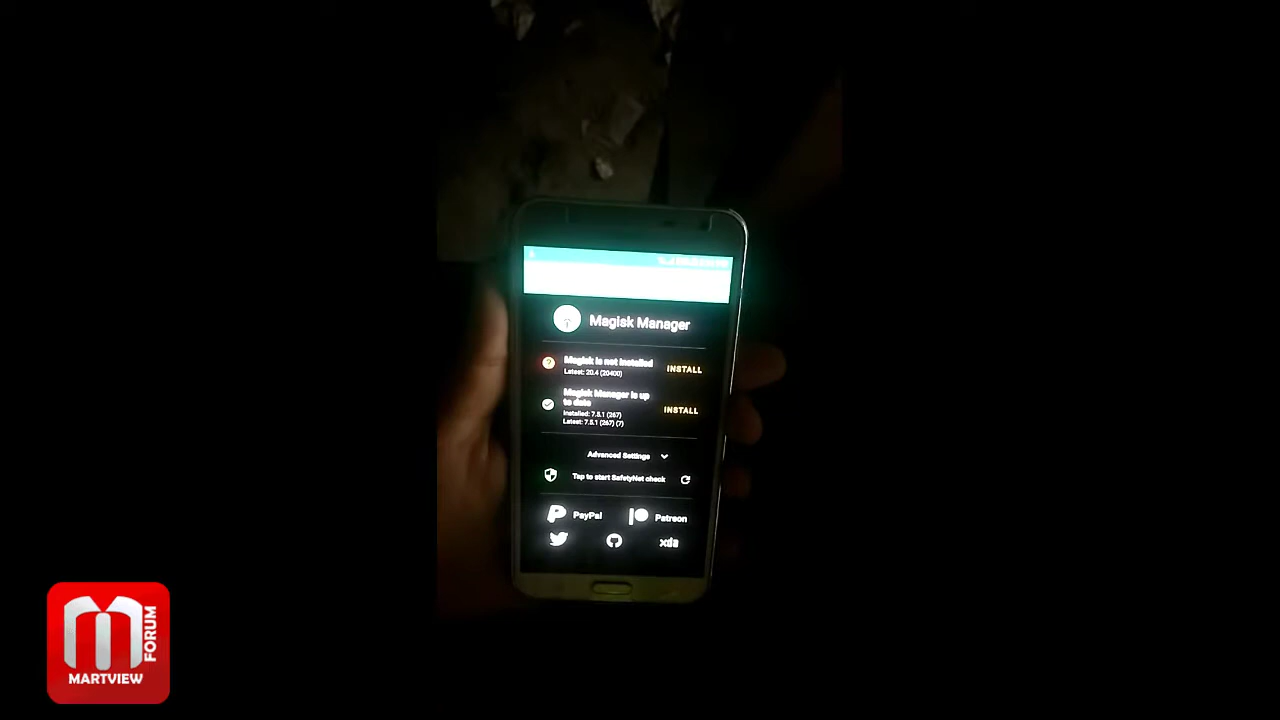 Magisk Manager
Magisk is not installed
Latest: 20.4 (20400)
INSTALL
Magisk Manager is up
to date
Installed: 7.5.1 (267)
Latest: 7.5.1 (267) (7)
INSTALL
Advanced Settings
Tap to start SafetyNet check
PayPal
Patreon
xda
FORUM
MARTVIEW